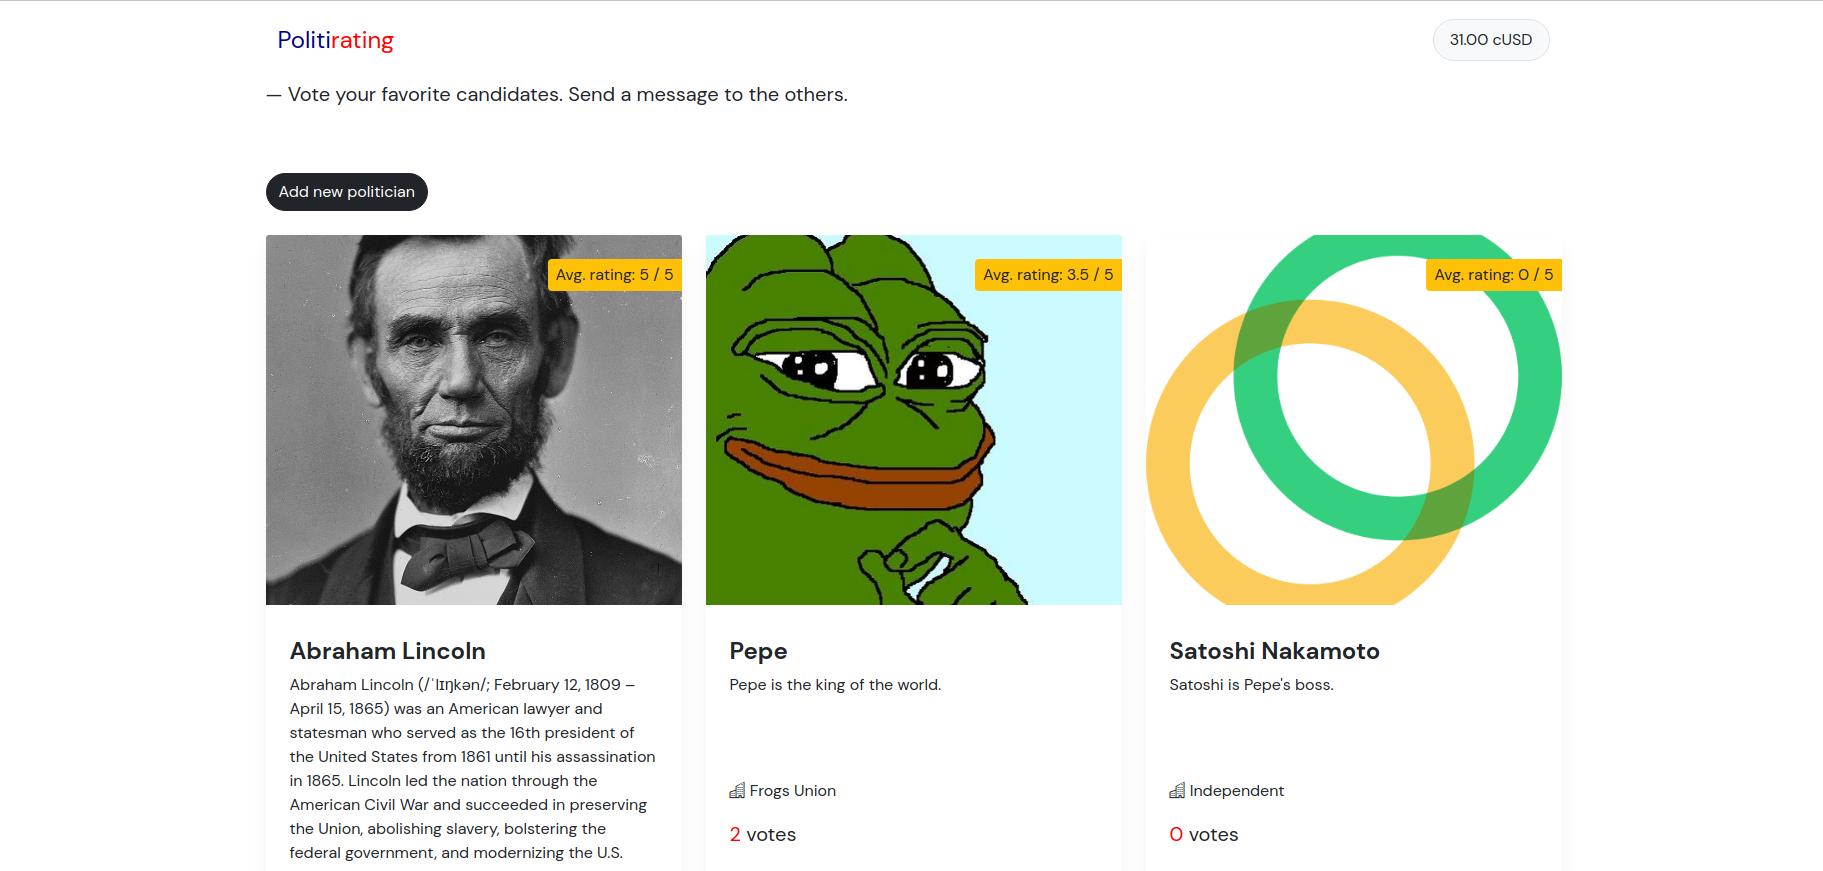 Politirating
31.00 cUSD
— Vote your favorite candidates. Send a message to the others.
Add new politician
Avg. rating: 5 / 5
Avg. rating: 3.5 / 5
Avg. rating: 0 / 5
Abraham Lincoln
Abraham Lincoln (/ˈlɪŋkən/; February 12, 1809 –
April 15, 1865) was an American lawyer and
statesman who served as the 16th president of
the United States from 1861 until his assassination
in 1865. Lincoln led the nation through the
American Civil War and succeeded in preserving
the Union, abolishing slavery, bolstering the
federal government, and modernizing the U.S.
Pepe
Pepe is the king of the world.
Frogs Union
2 votes
Satoshi Nakamoto
Satoshi is Pepe's boss.
Independent
0 votes